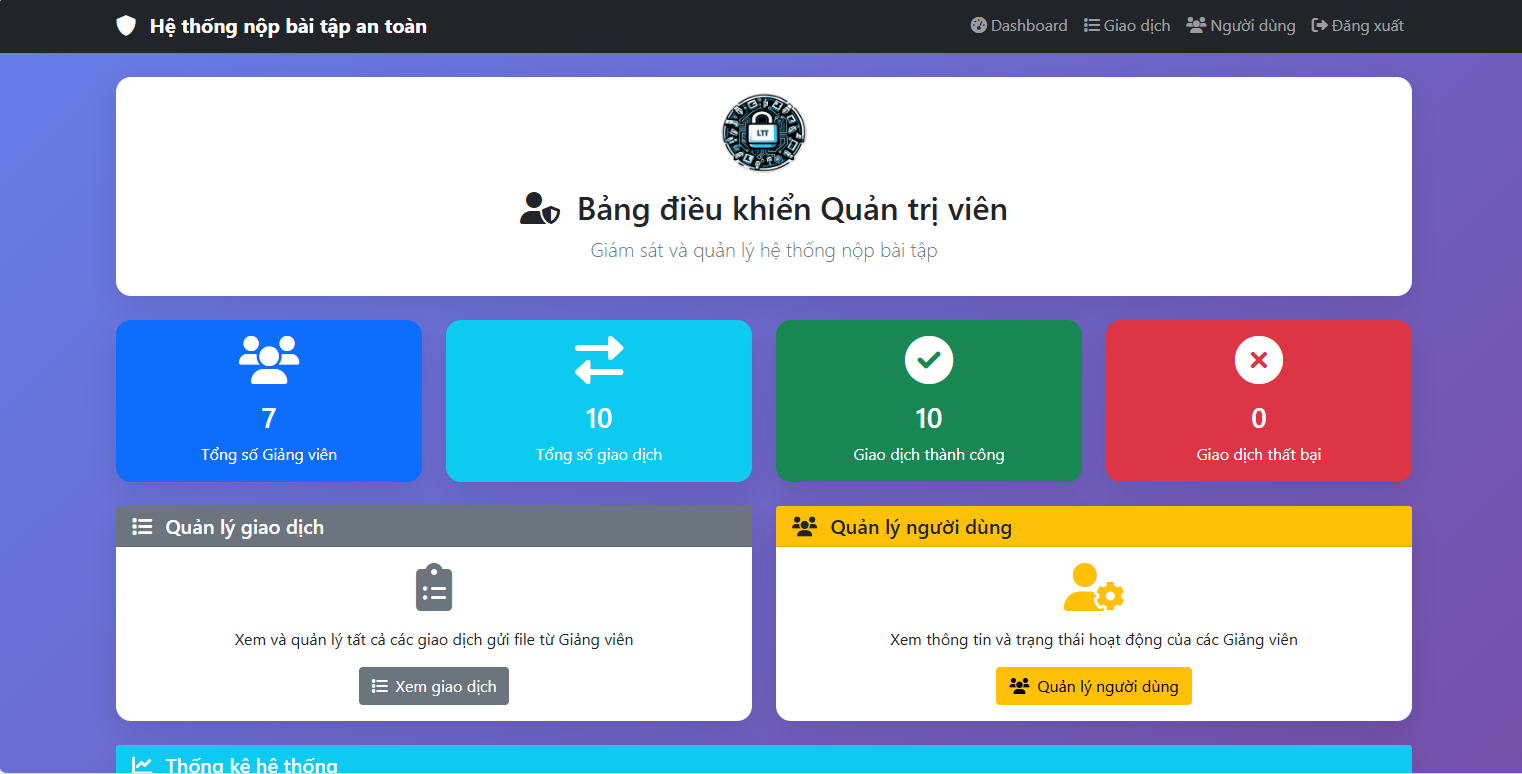 Hệ thống nộp bài tập an toàn
Dashboard
Giao dịch
Người dùng
Đăng xuất
LTT
Bảng điều khiển Quản trị viên
Giám sát và quản lý hệ thống nộp bài tập
7
Tổng số Giảng viên
10
Tổng số giao dịch
10
Giao dịch thành công
0
Giao dịch thất bại
Quản lý giao dịch
Xem và quản lý tất cả các giao dịch gửi file từ Giảng viên
Xem giao dịch
Quản lý người dùng
Xem thông tin và trạng thái hoạt động của các Giảng viên
Quản lý người dùng
Thống kê hệ thống